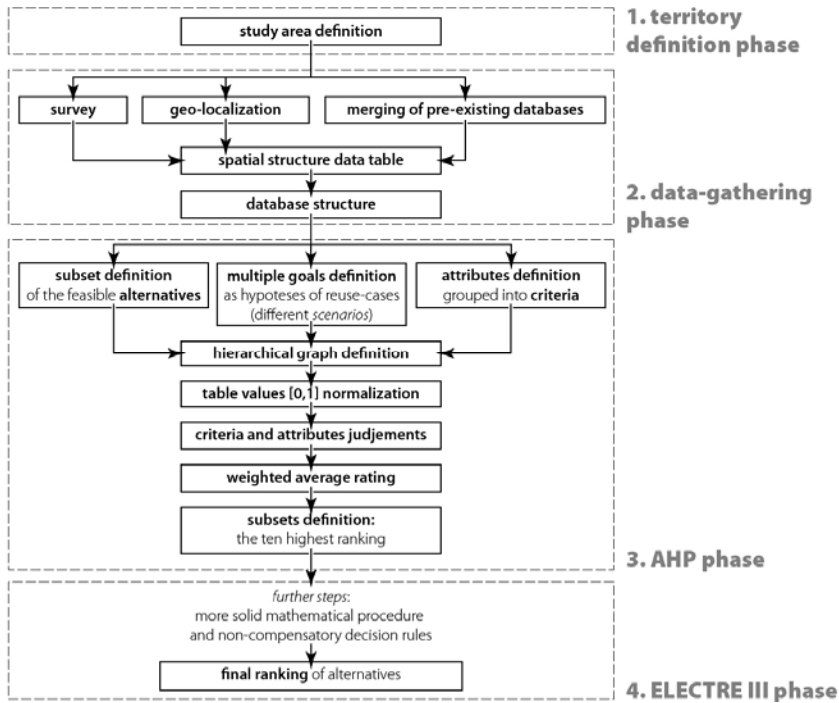 1. territory
definition phase
study area definition
survey
geo-localization
merging of pre-existing databases
spatial structure data table
database structure
2. data-gathering
phase
subset definition
of the feasible alternatives
multiple goals definition
as hypoteses of reuse-cases
(different scenarios)
attributes definition
grouped into criteria
hierarchical graph definition
table values [0,1] normalization
criteria and attributes judjements
weighted average rating
subsets definition:
the ten highest ranking
3. AHP phase
further steps:
more solid mathematical procedure
and non-compensatory decision rules
final ranking of alternatives
4. ELECTRE III phase